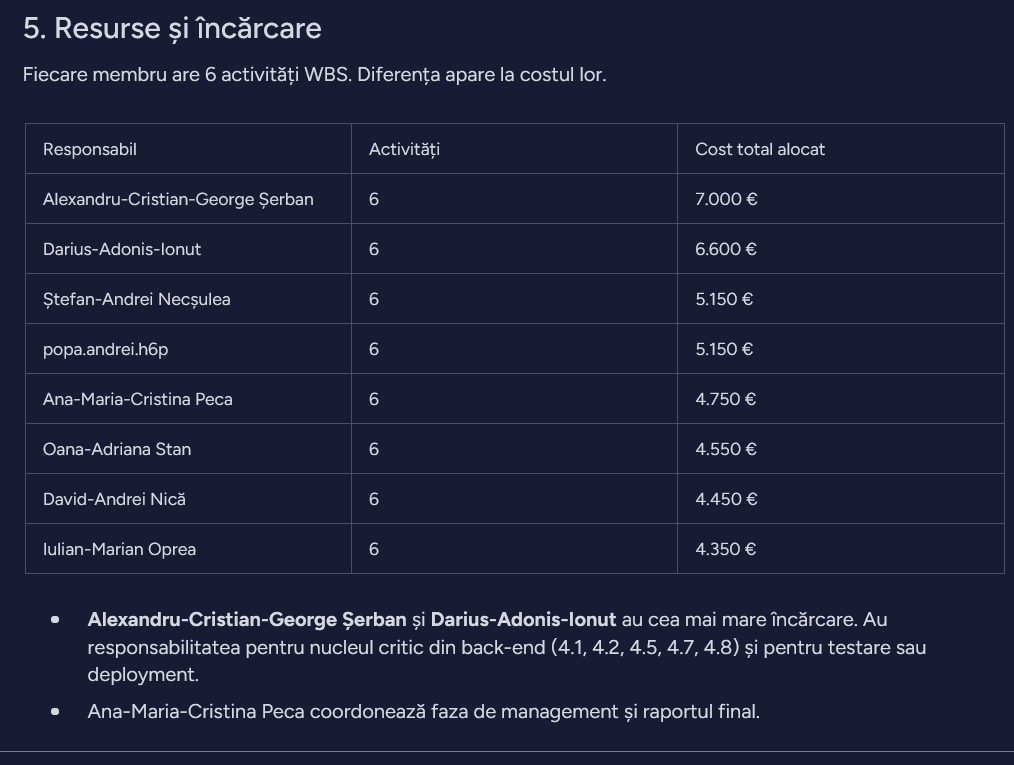 5. Resurse și încărcare
Fiecare membru are 6 activități WBS. Diferența apare la costul lor.
Responsabil Activități Cost total alocat
Alexandru-Cristian-George Șerban 6 7.000 €
Darius-Adonis-Ionut 6 6.600 €
Ștefan-Andrei Necșulea 6 5.150 €
popa.andrei.h6p 6 5.150 €
Ana-Maria-Cristina Peca 6 4.750 €
Oana-Adriana Stan 6 4.550 €
David-Andrei Nică 6 4.450 €
Iulian-Marian Oprea 6 4.350 €
• Alexandru-Cristian-George Șerban și Darius-Adonis-Ionut au cea mai mare încărcare. Au
responsabilitatea pentru nucleul critic din back-end (4.1, 4.2, 4.5, 4.7, 4.8) și pentru testare sau
deployment.
• Ana-Maria-Cristina Peca coordonează faza de management și raportul final.